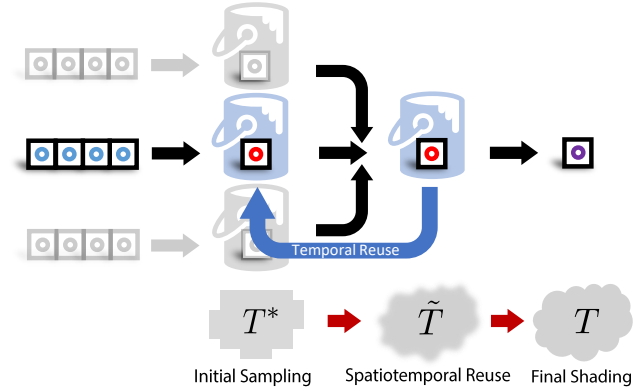 Temporal Reuse
T* T̃ T
Initial Sampling Spatiotemporal Reuse Final Shading